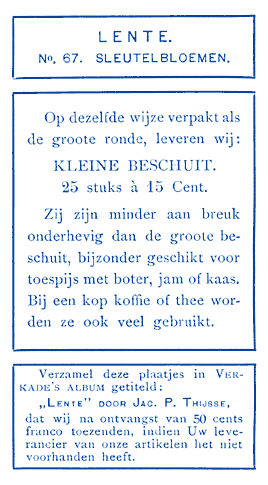 LENTE.
No. 67. SLEUTELBLOEMEN.
Op dezelfde wijze verpakt als
de groote ronde, leveren wij:
KLEINE BESCHUIT.
25 stuks à 15 Cent.
Zij zijn minder aan breuk
onderhevig dan de groote be-
schuit, bijzonder geschikt voor
toespijs met boter, jam of kaas.
Bij een kop koffie of thee wor-
den ze ook veel gebruikt.
Verzamel deze plaatjes in VER-
KADE'S ALBUM getiteld:
„LENTE" DOOR JAC. P. THIJSSE,
dat wij na ontvangst van 50 cents
franco toezenden, indien Uw leve-
rancier van onze artikelen het niet
voorhanden heeft.